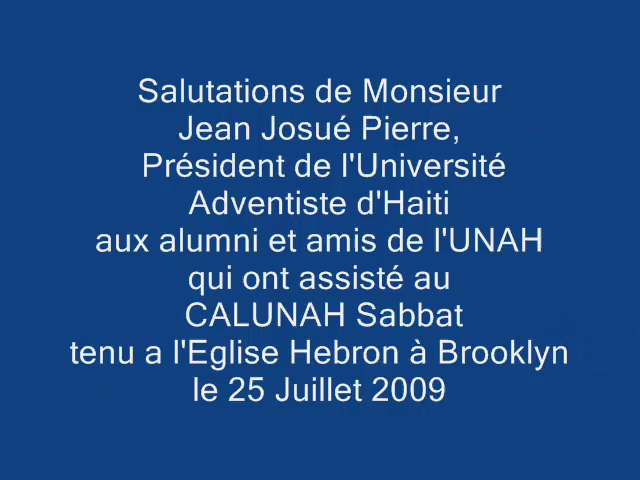 Salutations de Monsieur
Jean Josué Pierre,
Président de l'Université
Adventiste d'Haiti
aux alumni et amis de l'UNAH
qui ont assisté au
CALUNAH Sabbat
tenu a l'Eglise Hebron à Brooklyn
le 25 Juillet 2009